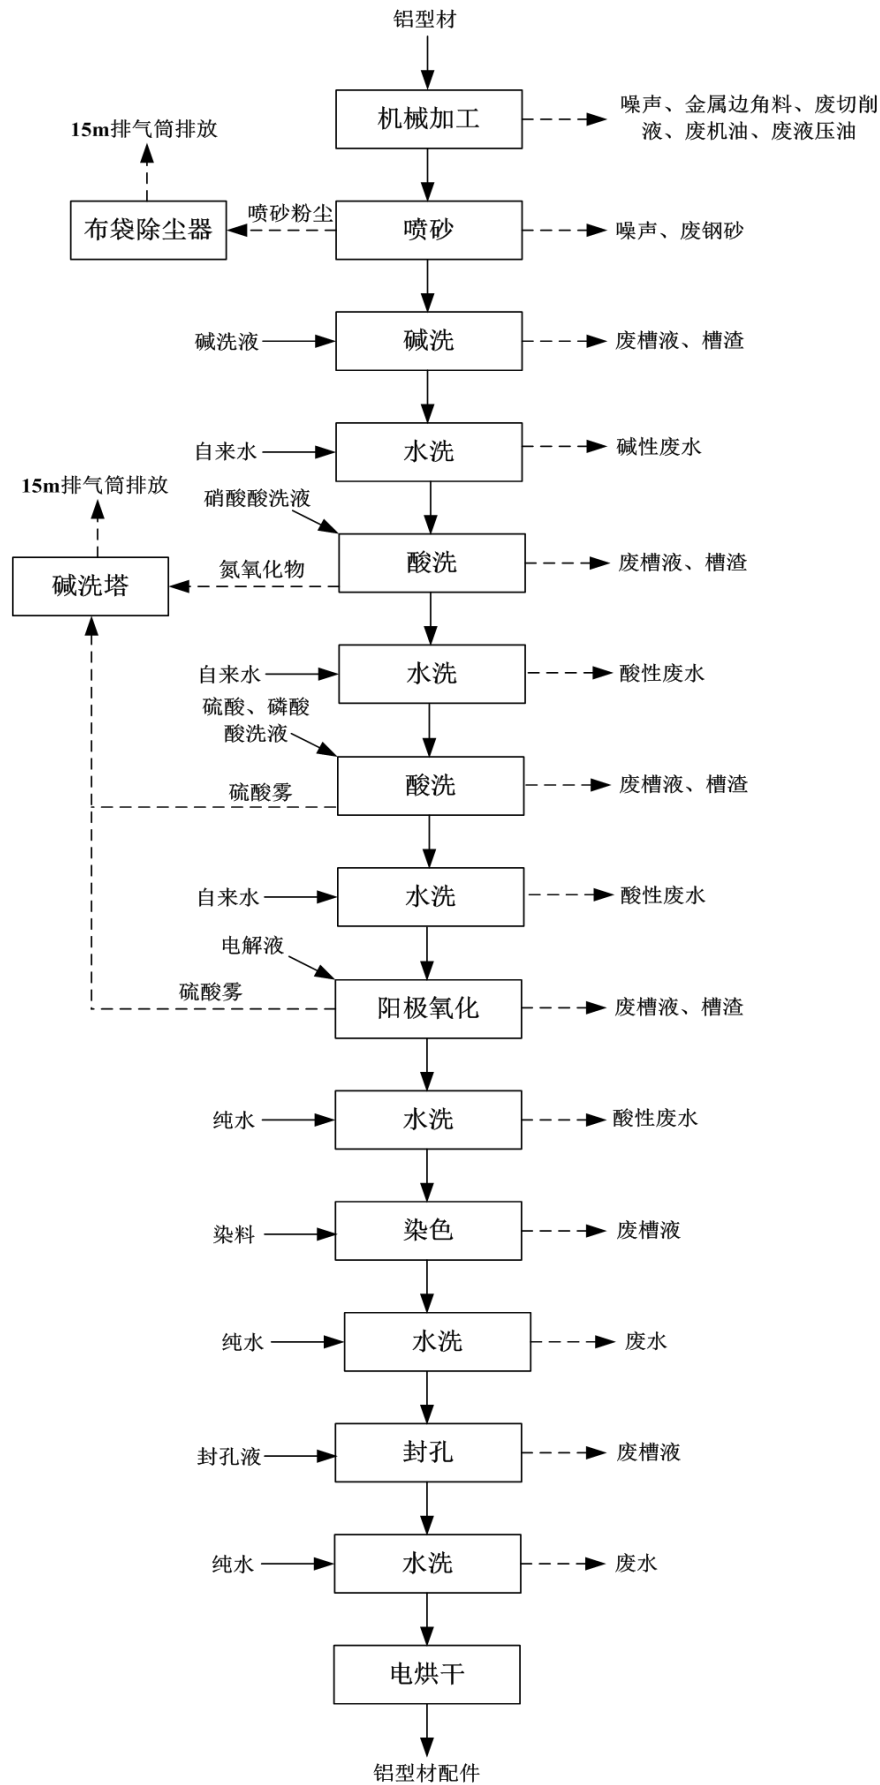 铝型材
机械加工
噪声、金属边角料、废切削
液、废机油、废液压油
15m排气筒排放
布袋除尘器
喷砂粉尘
喷砂
噪声、废钢砂
碱洗液
碱洗
废槽液、槽渣
自来水
水洗
碱性废水
15m排气筒排放
硝酸酸洗液
碱洗塔
氮氧化物
酸洗
废槽液、槽渣
自来水
水洗
酸性废水
硫酸、磷酸
酸洗液
硫酸雾
酸洗
废槽液、槽渣
自来水
水洗
酸性废水
电解液
硫酸雾
阳极氧化
废槽液、槽渣
纯水
水洗
酸性废水
染料
染色
废槽液
纯水
水洗
废水
封孔液
封孔
废槽液
纯水
水洗
废水
电烘干
铝型材配件